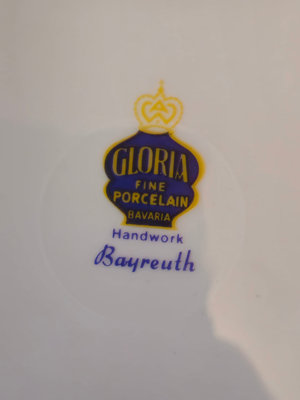 GLORIA
FINE
PORCELAIN
BAVARIA
Handwork
Bayreuth